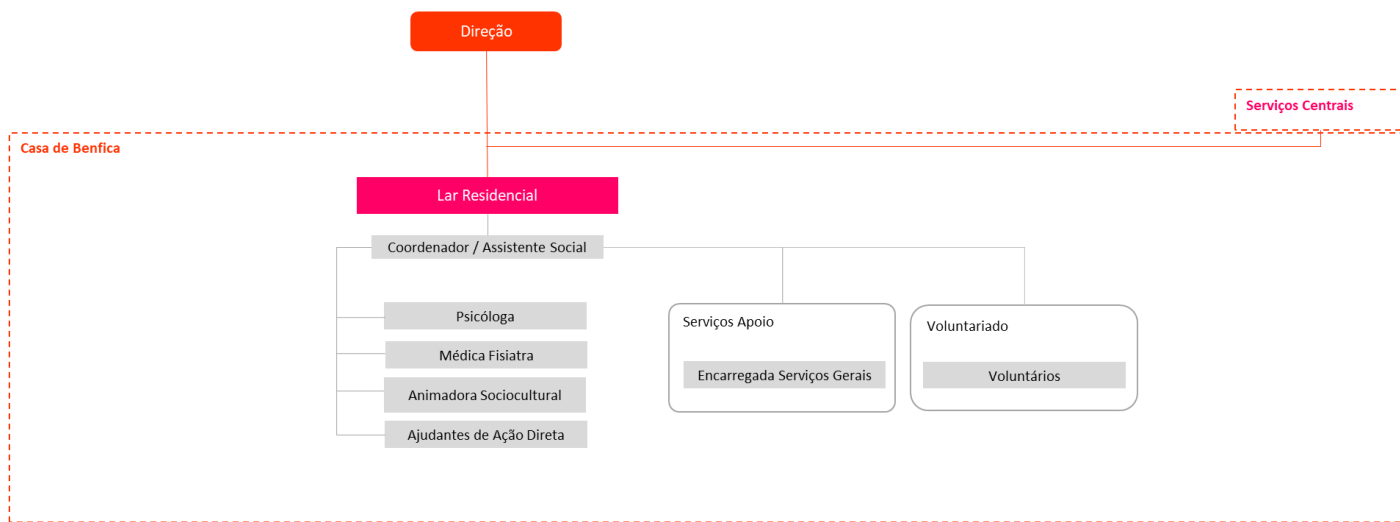 Direção
Serviços Centrais
Casa de Benfica
Lar Residencial
Coordenador / Assistente Social
Psicóloga
Médica Fisiatra
Animadora Sociocultural
Ajudantes de Ação Direta
Serviços Apoio
Encarregada Serviços Gerais
Voluntariado
Voluntários